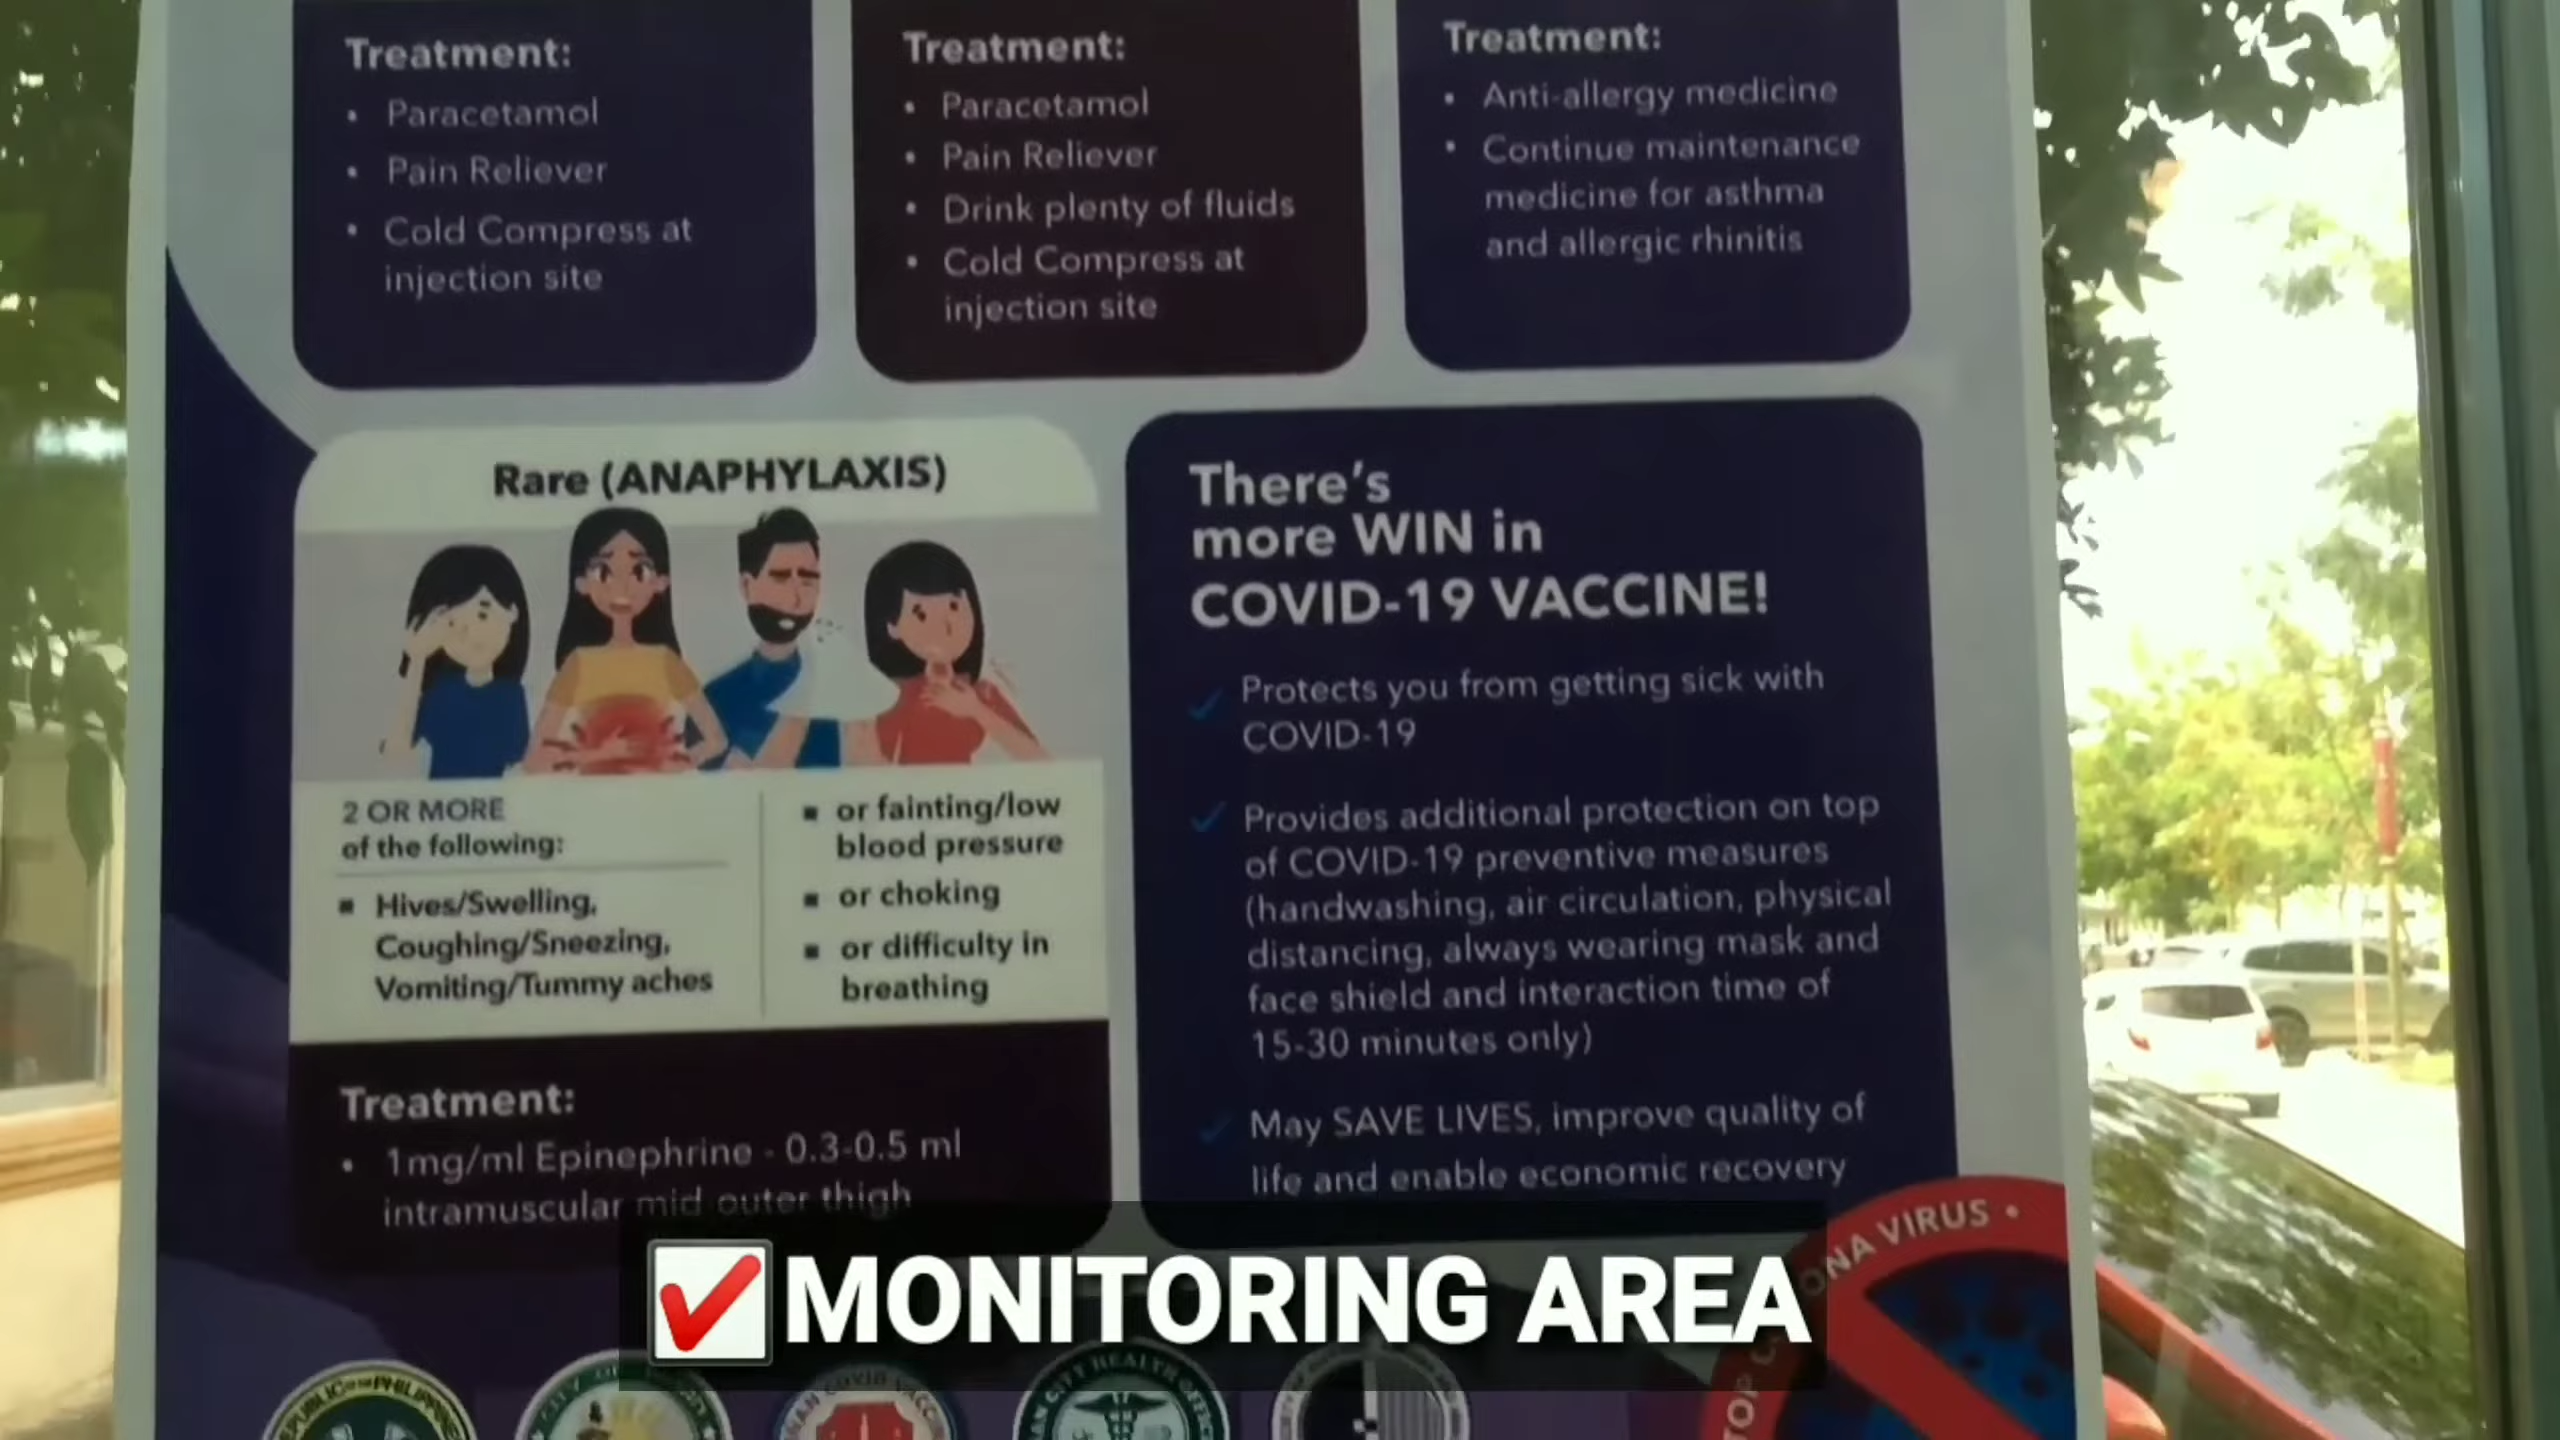 Treatment:
• Paracetamol
• Pain Reliever
• Cold Compress at
injection site
Treatment:
• Paracetamol
• Pain Reliever
• Drink plenty of fluids
• Cold Compress at
injection site
Treatment:
• Anti-allergy medicine
• Continue maintenance
medicine for asthma
and allergic rhinitis
Rare (ANAPHYLAXIS)
2 OR MORE
of the following:
▪ Hives/Swelling,
Coughing/Sneezing,
Vomiting/Tummy aches
▪ or fainting/low
blood pressure
▪ or choking
▪ or difficulty in
breathing
Treatment:
• 1mg/ml Epinephrine - 0.3-0.5 ml
intramuscular mid outer thigh
There's
more WIN in
COVID-19 VACCINE!
✓ Protects you from getting sick with
COVID-19
✓ Provides additional protection on top
of COVID-19 preventive measures
(handwashing, air circulation, physical
distancing, always wearing mask and
face shield and interaction time of
15-30 minutes only)
✓ May SAVE LIVES, improve quality of
life and enable economic recovery
✓MONITORING AREA
VIRUS •
CITY HEALTH
COVID